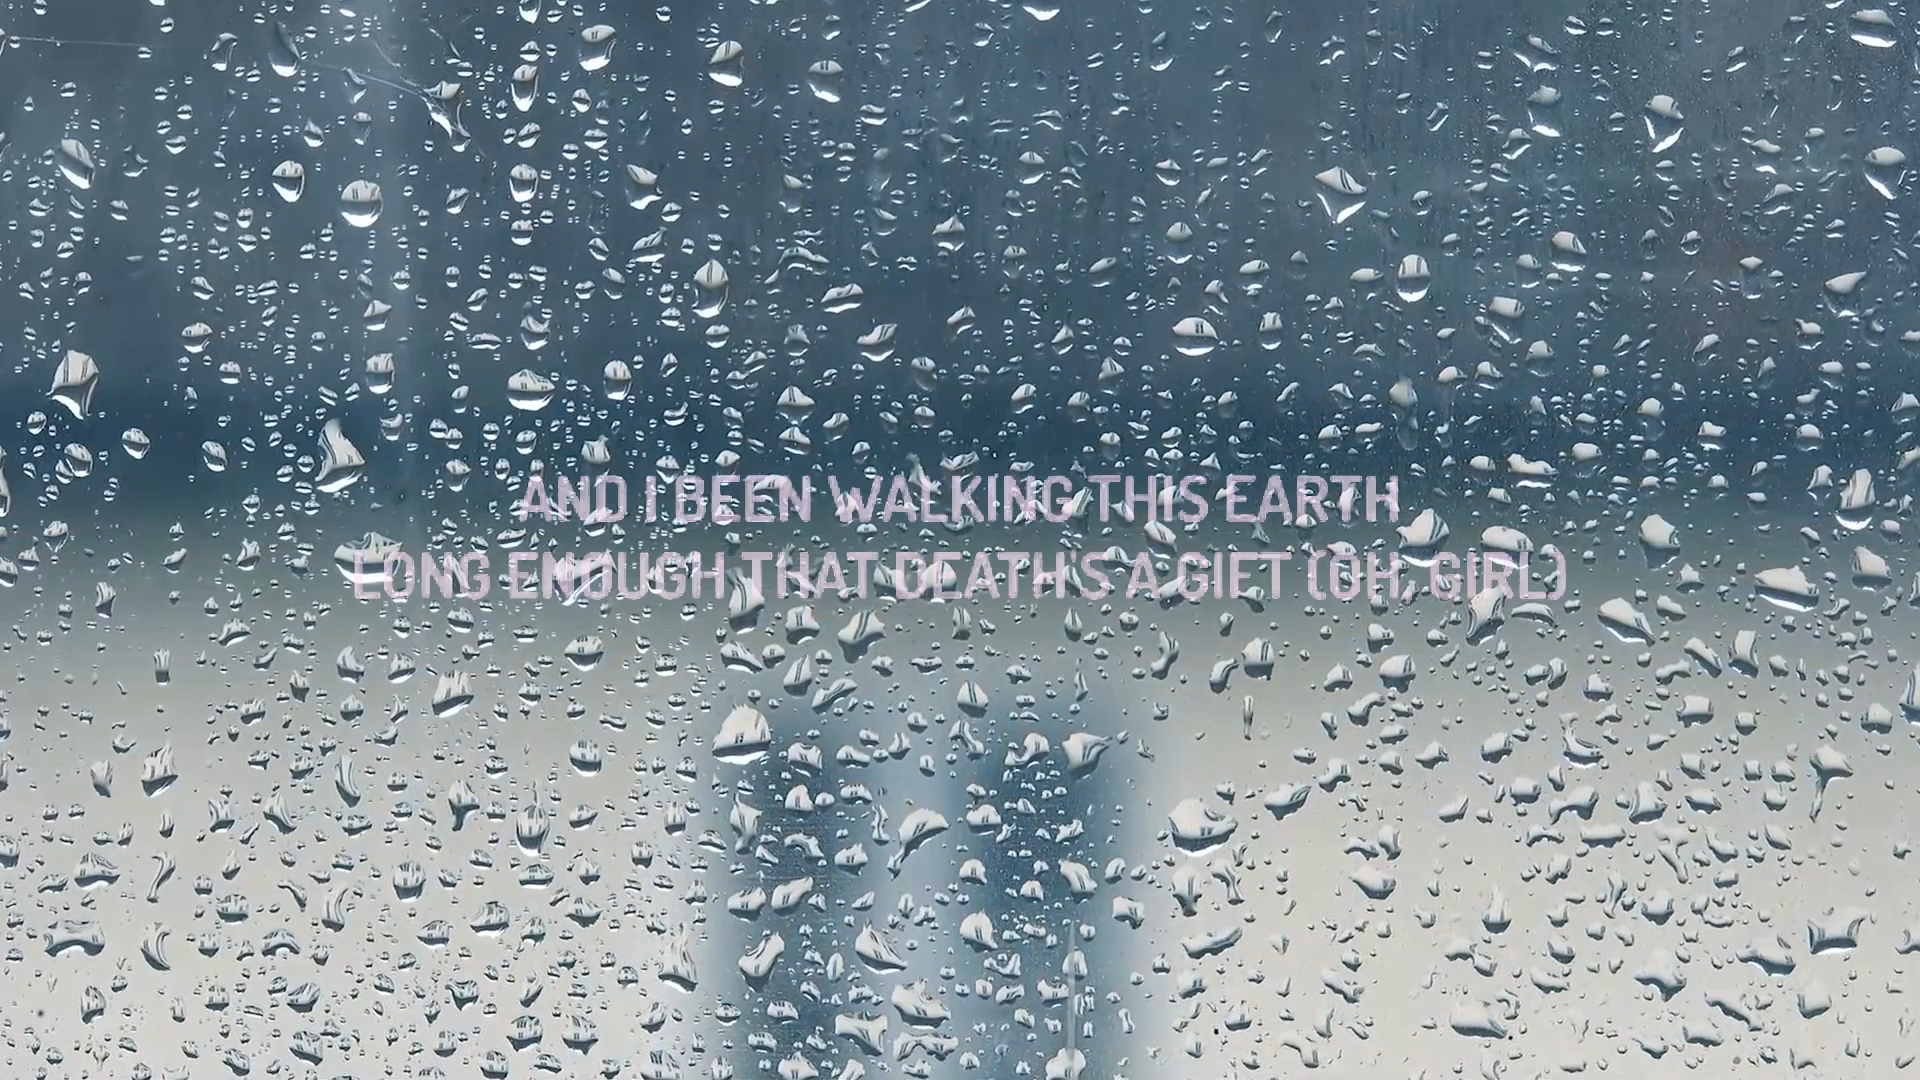 AND I BEEN WALKING THIS EARTH
LONG ENOUGH THAT DEATH'S A GIFT (OH, GIRL)